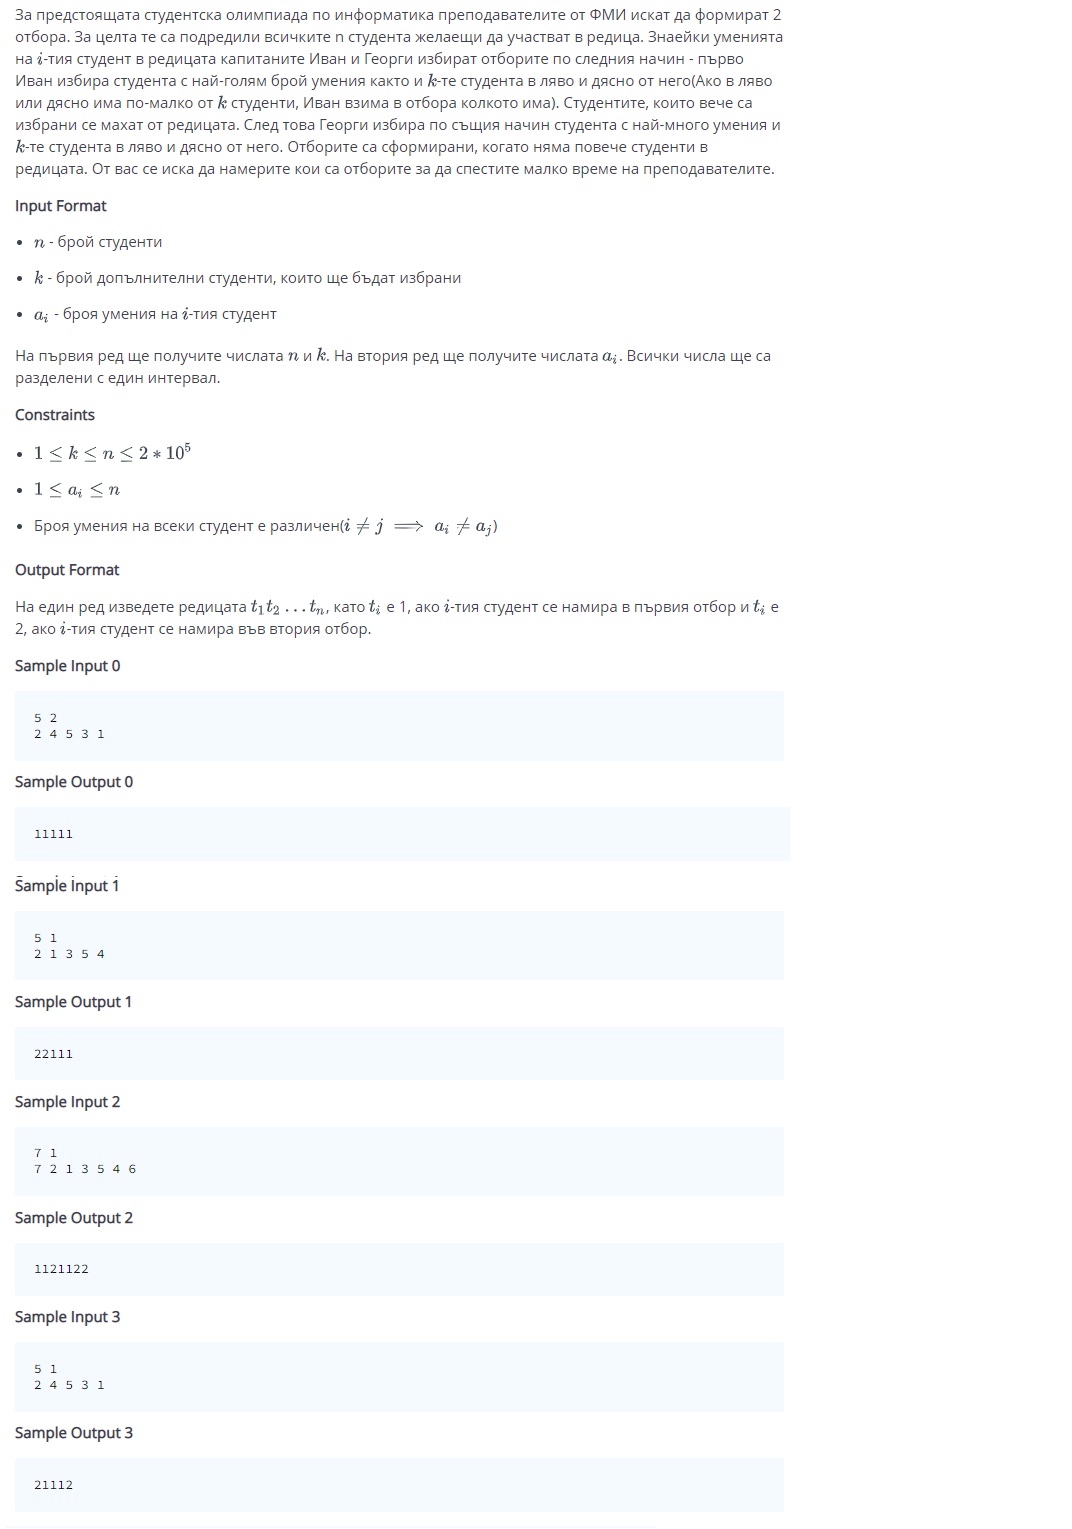 За предстоящата студентска олимпиада по информатика преподавателите от ФМИ искат да формират 2
отбора. За целта те са подредили всичките n студента желаещи да участват в редица. Знаейки уменията
на i-тия студент в редицата капитаните Иван и Георги избират отборите по следния начин - първо
Иван избира студента с най-голям брой умения както и k-те студента в ляво и дясно от него(Ако в ляво
или дясно има по-малко от k студенти, Иван взима в отбора колкото има). Студентите, които вече са
избрани се махат от редицата. След това Георги избира по същия начин студента с най-много умения и
k-те студента в ляво и дясно от него. Отборите са сформирани, когато няма повече студенти в
редицата. От вас се иска да намерите кои са отборите за да спестите малко време на преподавателите.
Input Format
• n - брой студенти
• k - брой допълнителни студенти, които ще бъдат избрани
• a_i - броя умения на i-тия студент
На първия ред ще получите числата n и k. На втория ред ще получите числата a_i. Всички числа ще са
разделени с един интервал.
Constraints
• 1 ≤ k ≤ n ≤ 2 * 10^5
• 1 ≤ a_i ≤ n
• Броя умения на всеки студент е различен(i ≠ j ⟹ a_i ≠ a_j)
Output Format
На един ред изведете редицата t_1t_2 ... t_n, като t_i е 1, ако i-тия студент се намира в първия отбор и t_i е
2, ако i-тия студент се намира във втория отбор.
Sample Input 0
5 2
2 4 5 3 1
Sample Output 0
11111
Sample Input 1
5 1
2 1 3 5 4
Sample Output 1
22111
Sample Input 2
7 1
7 2 1 3 5 4 6
Sample Output 2
1121122
Sample Input 3
5 1
2 4 5 3 1
Sample Output 3
21112